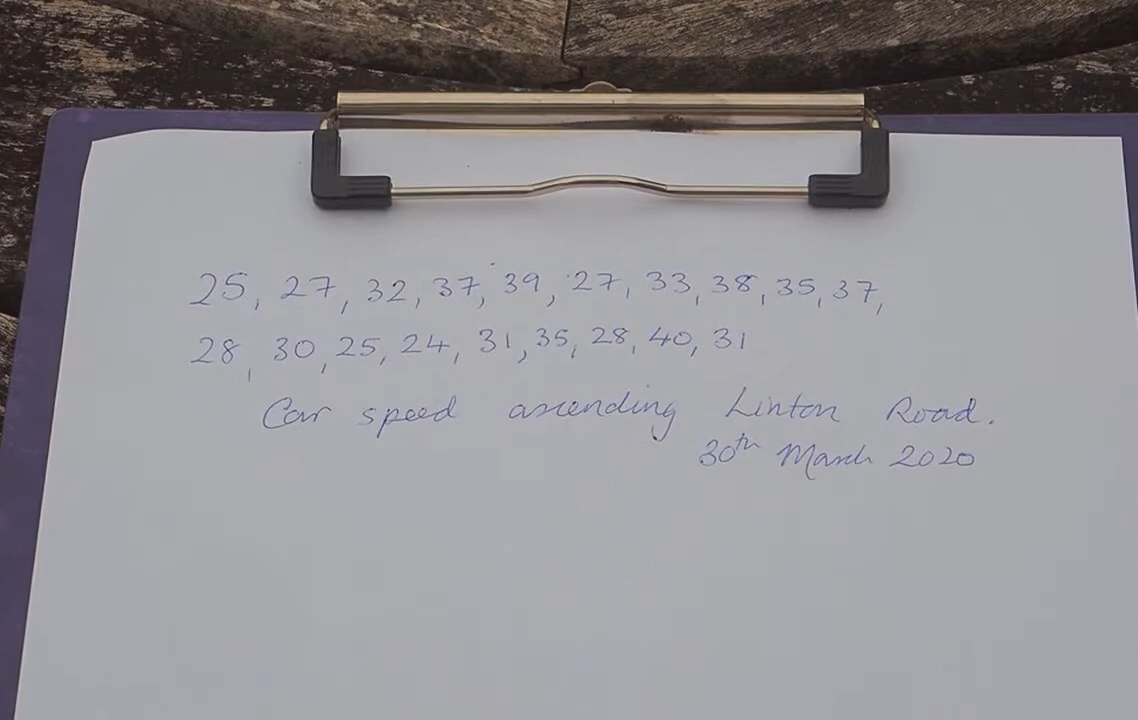 25, 27, 32, 37, 39, 27, 33, 38, 35, 37,
28, 30, 25, 24, 31, 35, 28, 40, 31
Car speed ascending Linton Road.
30th March 2020